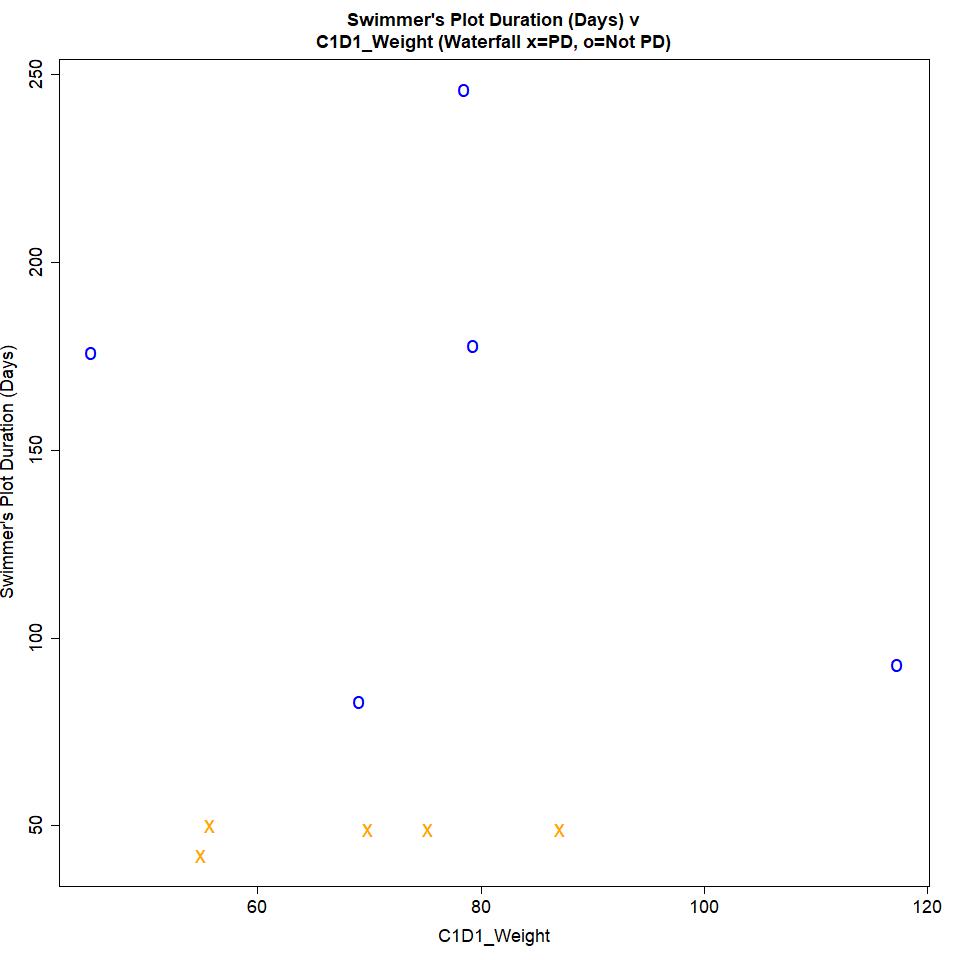 Swimmer's Plot Duration (Days) v
C1D1_Weight (Waterfall x=PD, o=Not PD)
Swimmer's Plot Duration (Days)
250
200
150
100
50
o
o
o
o
o
x
x
x
x
x
60 80 100 120
C1D1_Weight